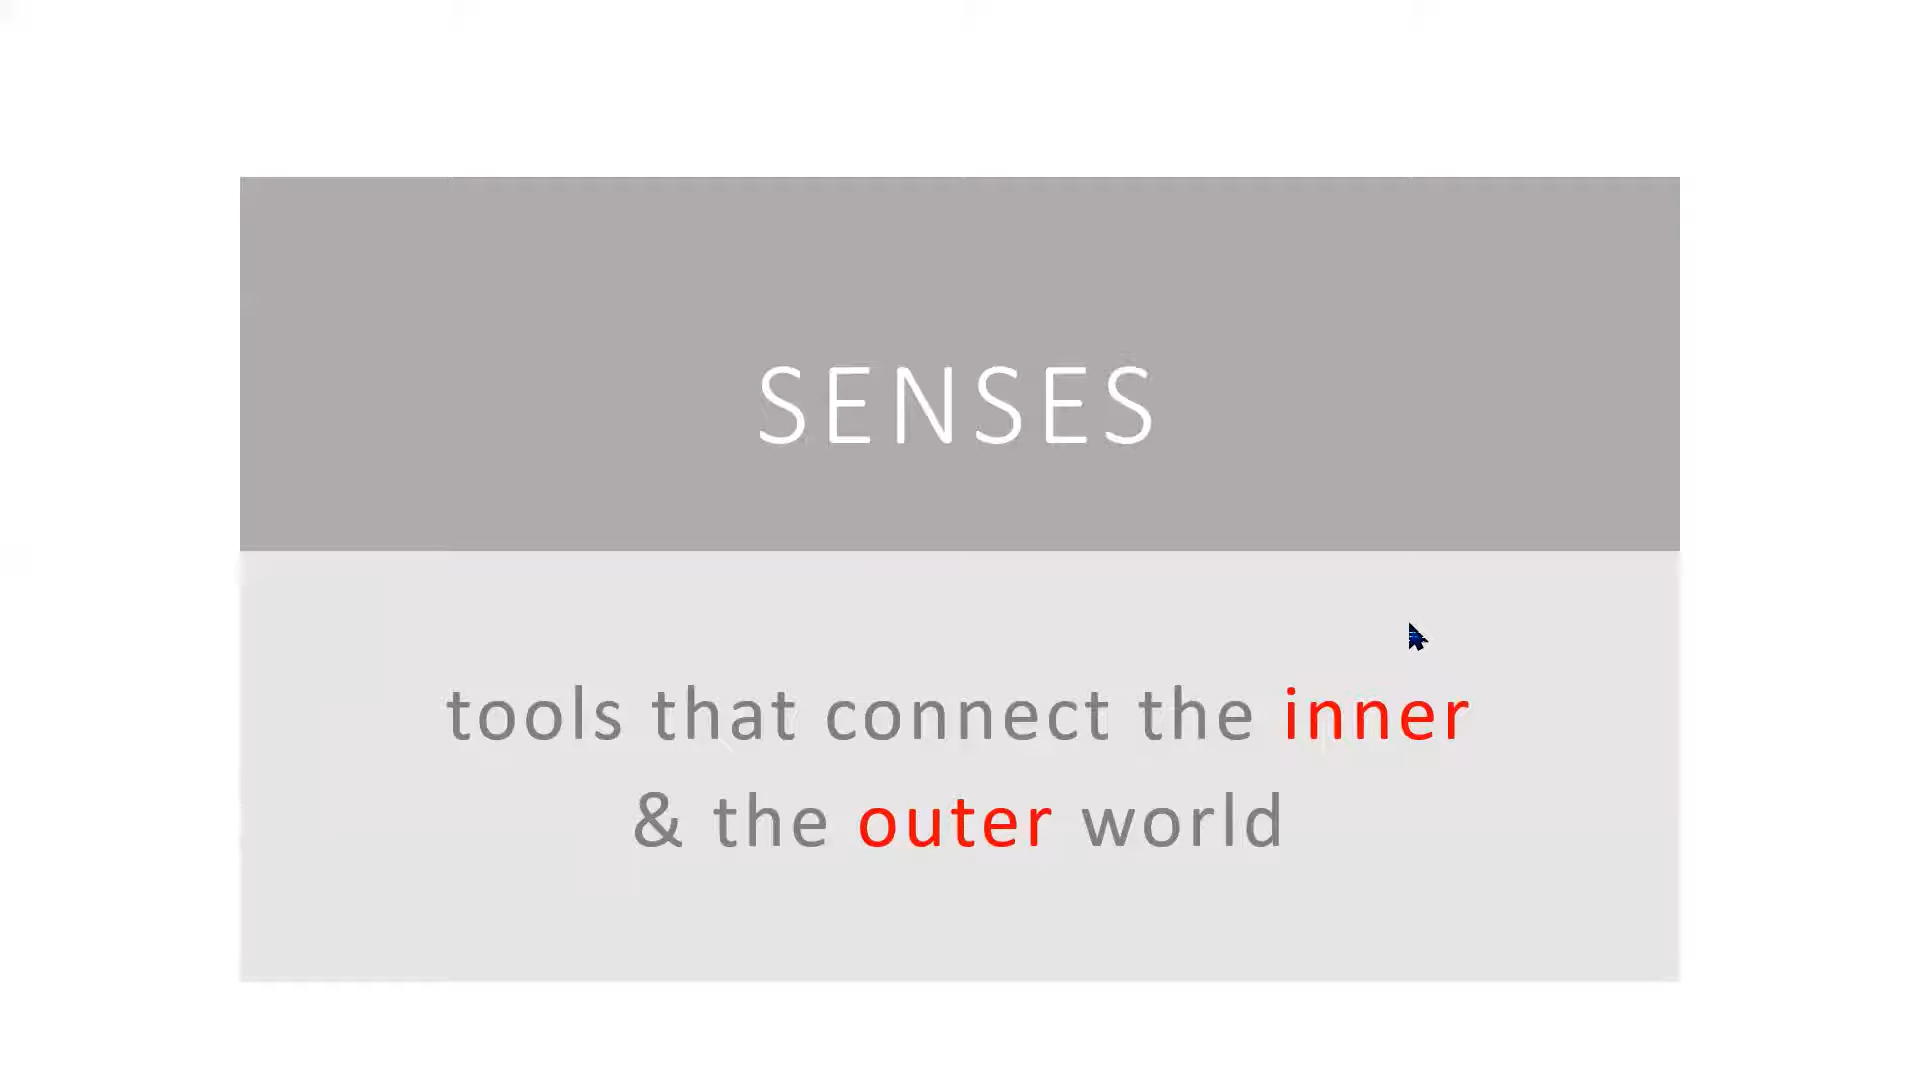 SENSES
tools that connect the inner
& the outer world